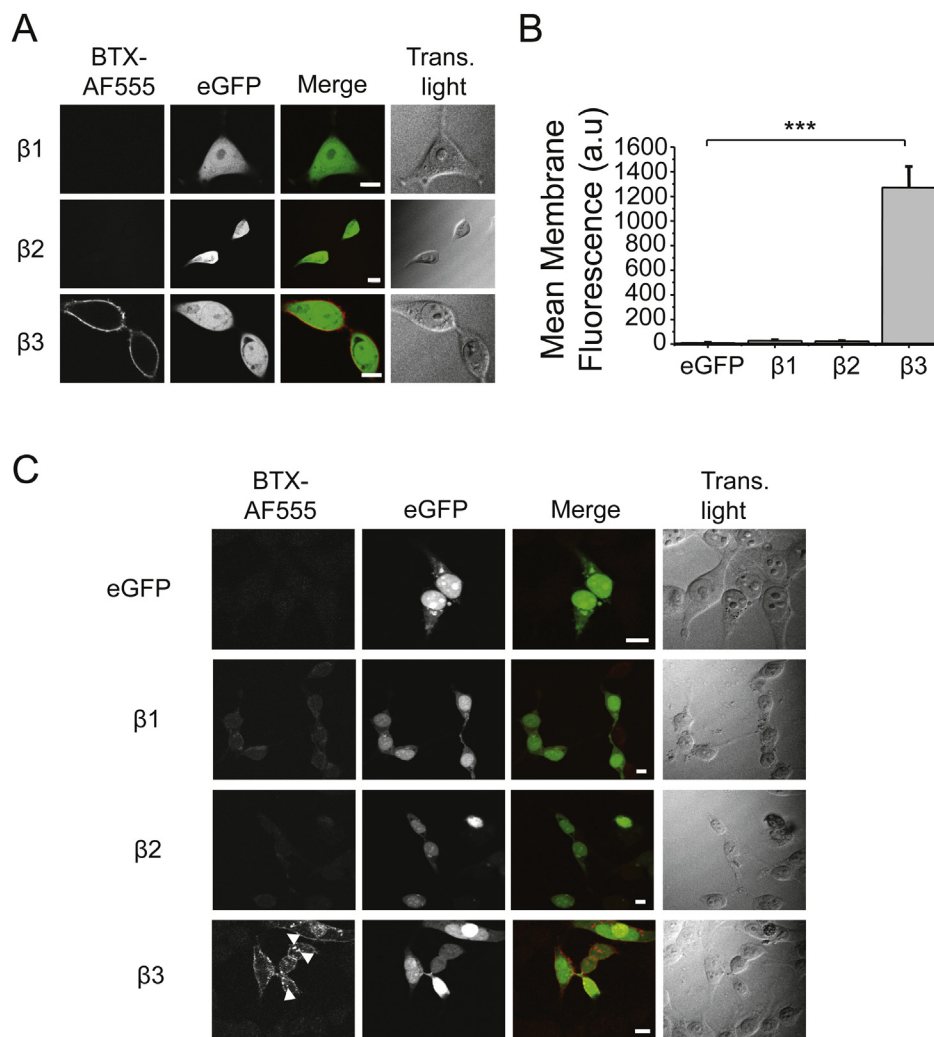 A
BTX-
AF555
eGFP
Merge
Trans.
light
β1
β2
β3
B
Mean Membrane
Fluorescence (a.u)
***
1600
1400
1200
1000
800
600
400
200
0
eGFP
β1
β2
β3
C
BTX-
AF555
eGFP
Merge
Trans.
light
eGFP
β1
β2
β3